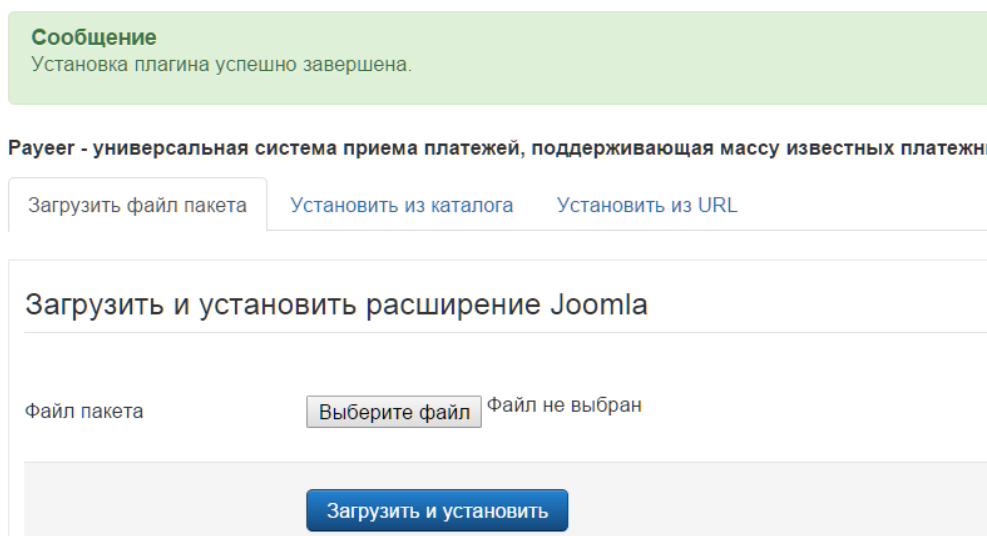 Сообщение
Установка плагина успешно завершена.
Payeer - универсальная система приема платежей, поддерживающая массу известных
Загрузить файл пакета Установить из каталога Установить из URL
Загрузить и установить расширение Joomla
Файл пакета Выберите файл Файл не выбран
Загрузить и установить